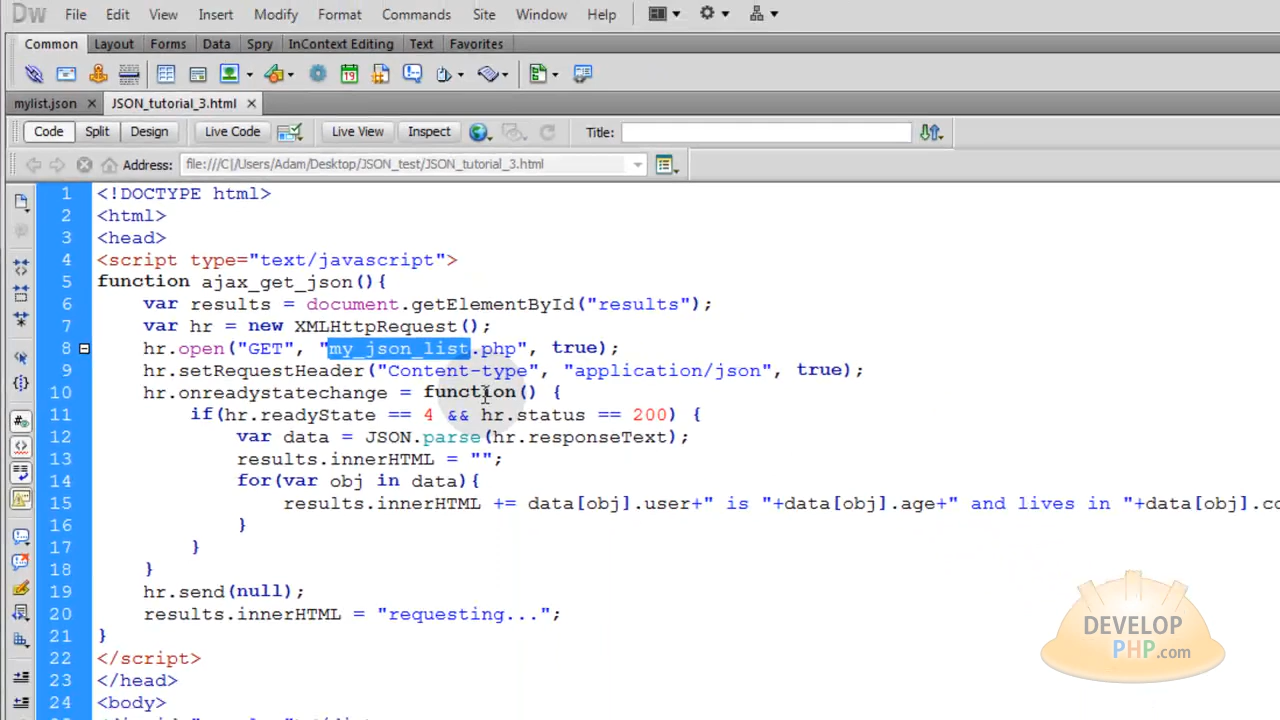 Dw File Edit View Insert Modify Format Commands Site Window Help
Common Layout Forms Data Spry InContext Editing Text Favorites
mylist.json × JSON_tutorial_3.html ×
Code Split Design Live Code Live View Inspect Title:
Address: file:///C|/Users/Adam/Desktop/JSON_test/JSON_tutorial_3.html
1 <!DOCTYPE html>
2 <html>
3 <head>
4 <script type="text/javascript">
5 function ajax_get_json(){
6 var results = document.getElementById("results");
7 var hr = new XMLHttpRequest();
8 hr.open("GET", "my_json_list.php", true);
9 hr.setRequestHeader("Content-type", "application/json", true);
10 hr.onreadystatechange = function() {
11 if(hr.readyState == 4 && hr.status == 200) {
12 var data = JSON.parse(hr.responseText);
13 results.innerHTML = "";
14 for(var obj in data){
15 results.innerHTML += data[obj].user+" is "+data[obj].age+" and lives in "+data[obj].co
16 }
17 }
18 }
19 hr.send(null);
20 results.innerHTML = "requesting...";
21 }
22 </script>
23 </head>
24 <body>
DEVELOP
PHP.com